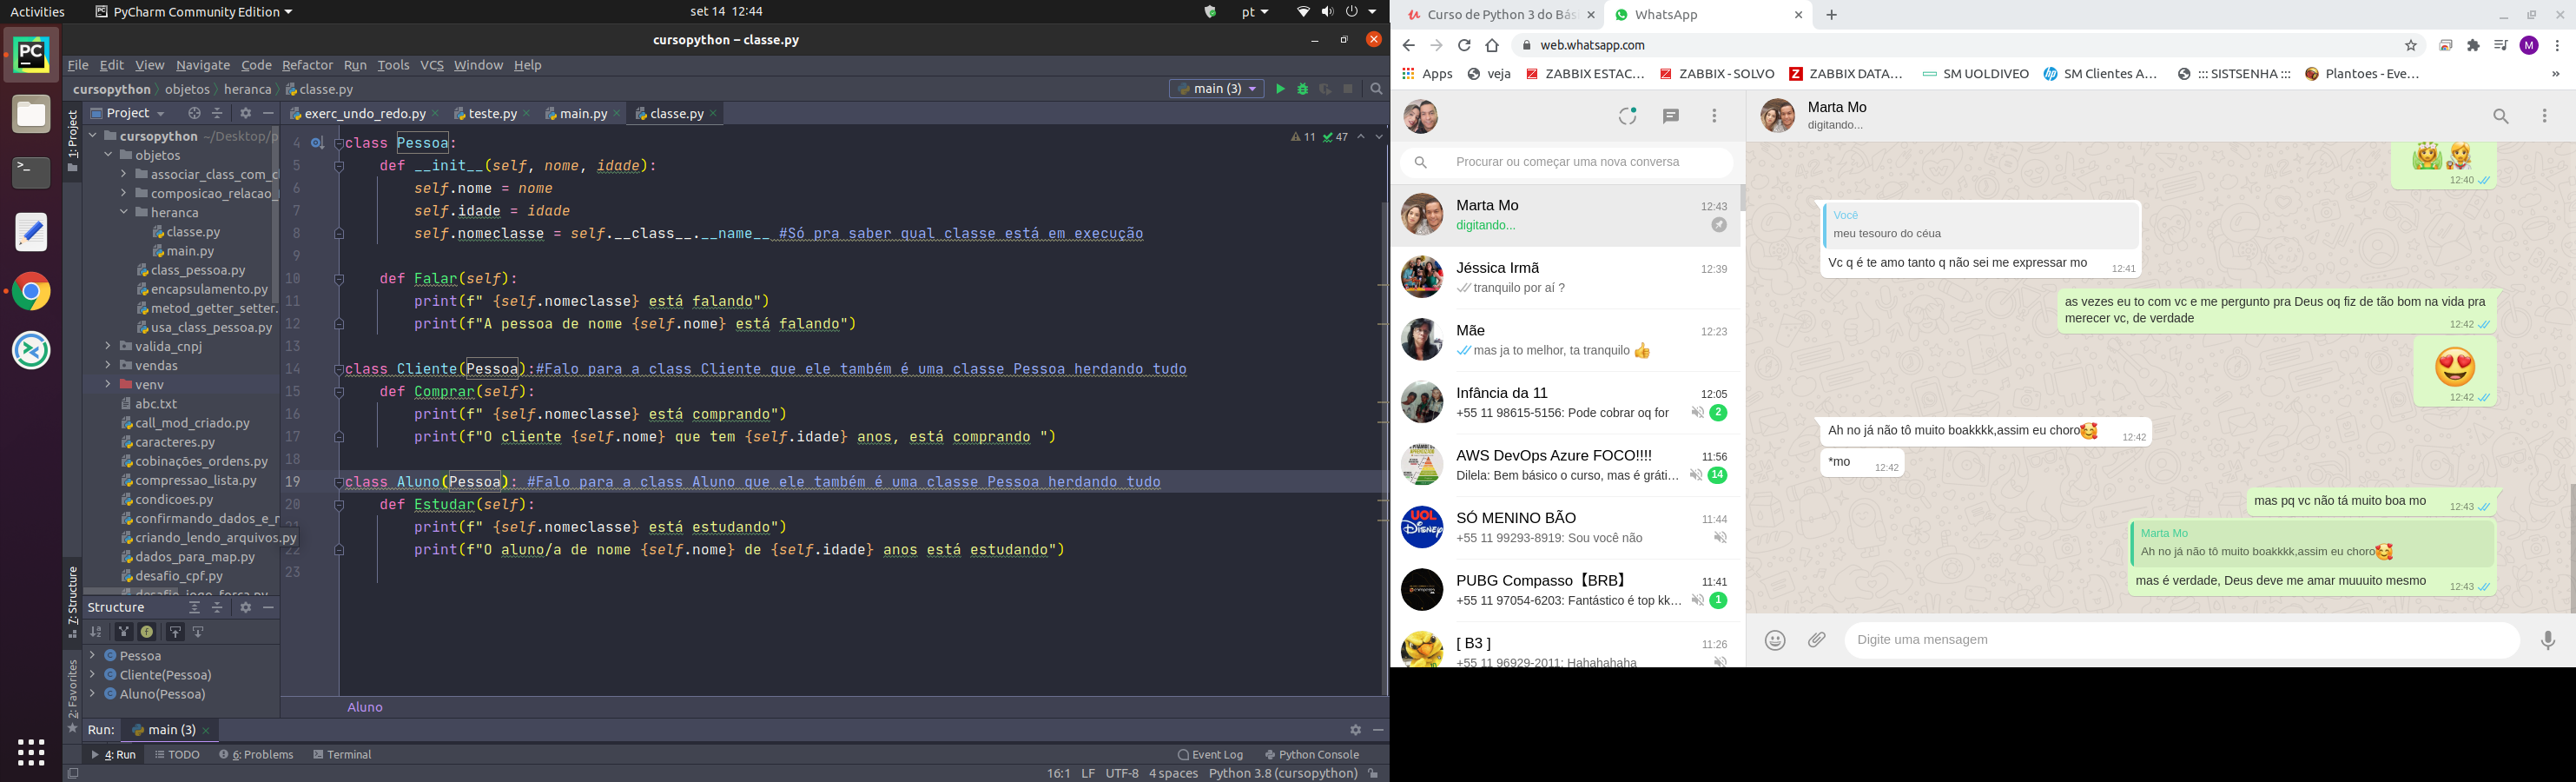 Activities
PyCharm Community Edition
set 14 12:44
pt
cursopython – classe.py
File Edit View Navigate Code Refactor Run Tools VCS Window Help
cursopython objetos heranca classe.py
main (3)
Project
exerc_undo_redo.py teste.py main.py classe.py
1: Project
cursopython ~/Desktop/p
objetos
associar_class_com_c
composicao_relacao_
heranca
classe.py
main.py
class_pessoa.py
encapsulamento.py
metod_getter_setter.
usa_class_pessoa.py
valida_cnpj
vendas
venv
abc.txt
call_mod_criado.py
caracteres.py
cobinações_ordens.py
compressao_lista.py
condicoes.py
confirmando_dados_e_r
criando_lendo_arquivos.py
dados_para_map.py
desafio_cpf.py
desafio_jogo_forca.py
7: Structure
Structure
Pessoa
Cliente(Pessoa)
Aluno(Pessoa)
2: Favorites
11 47
4 class Pessoa:
5 def __init__(self, nome, idade):
6 self.nome = nome
7 self.idade = idade
8 self.nomeclasse = self.__class__.__name__ #Só pra saber qual classe está em execução
9
10 def Falar(self):
11 print(f" {self.nomeclasse} está falando")
12 print(f"A pessoa de nome {self.nome} está falando")
13
14 class Cliente(Pessoa):#Falo para a class Cliente que ele também é uma classe Pessoa herdando tudo
15 def Comprar(self):
16 print(f" {self.nomeclasse} está comprando")
17 print(f"O cliente {self.nome} que tem {self.idade} anos, está comprando ")
18
19 class Aluno(Pessoa): #Falo para a class Aluno que ele também é uma classe Pessoa herdando tudo
20 def Estudar(self):
print(f" {self.nomeclasse} está estudando")
22 print(f"O aluno/a de nome {self.nome} de {self.idade} anos está estudando")
23
Aluno
Run: main (3)
4: Run TODO 6: Problems Terminal
Event Log Python Console
16:1 LF UTF-8 4 spaces Python 3.8 (cursopython)
Curso de Python 3 do Bás
WhatsApp
web.whatsapp.com
M
Apps veja ZABBIX ESTAC… ZABBIX - SOLVO ZABBIX DATA… SM UOLDIVEO SM Clientes A… ::: SISTSENHA ::: Plantoes - Eve…
Procurar ou começar uma nova conversa
Marta Mo 12:43
digitando...
Jéssica Irmã 12:39
tranquilo por aí ?
Mãe 12:23
mas ja to melhor, ta tranquilo 👍
Infância da 11 12:05
+55 11 98615-5156: Pode cobrar oq for 2
AWS DevOps Azure FOCO!!!! 11:56
Dilela: Bem básico o curso, mas é gráti… 14
UOL
Disney
SÓ MENINO BÃO 11:44
+55 11 99293-8919: Sou você não
PUBG Compasso【BRB】 11:41
+55 11 97054-6203: Fantástico é top kk… 1
[ B3 ] 11:26
+55 11 96929-2011: Hahahahaha
Marta Mo
digitando...
12:40
Você
meu tesouro do céua
Vc q é te amo tanto q não sei me expressar mo 12:41
as vezes eu to com vc e me pergunto pra Deus oq fiz de tão bom na vida pra
merecer vc, de verdade 12:42
😍
12:42
Ah no já não tô muito boakkkk,assim eu choro🥰 12:42
*mo 12:42
mas pq vc não tá muito boa mo 12:43
Marta Mo
Ah no já não tô muito boakkkk,assim eu choro🥰
mas é verdade, Deus deve me amar muuuito mesmo 12:43
Digite uma mensagem